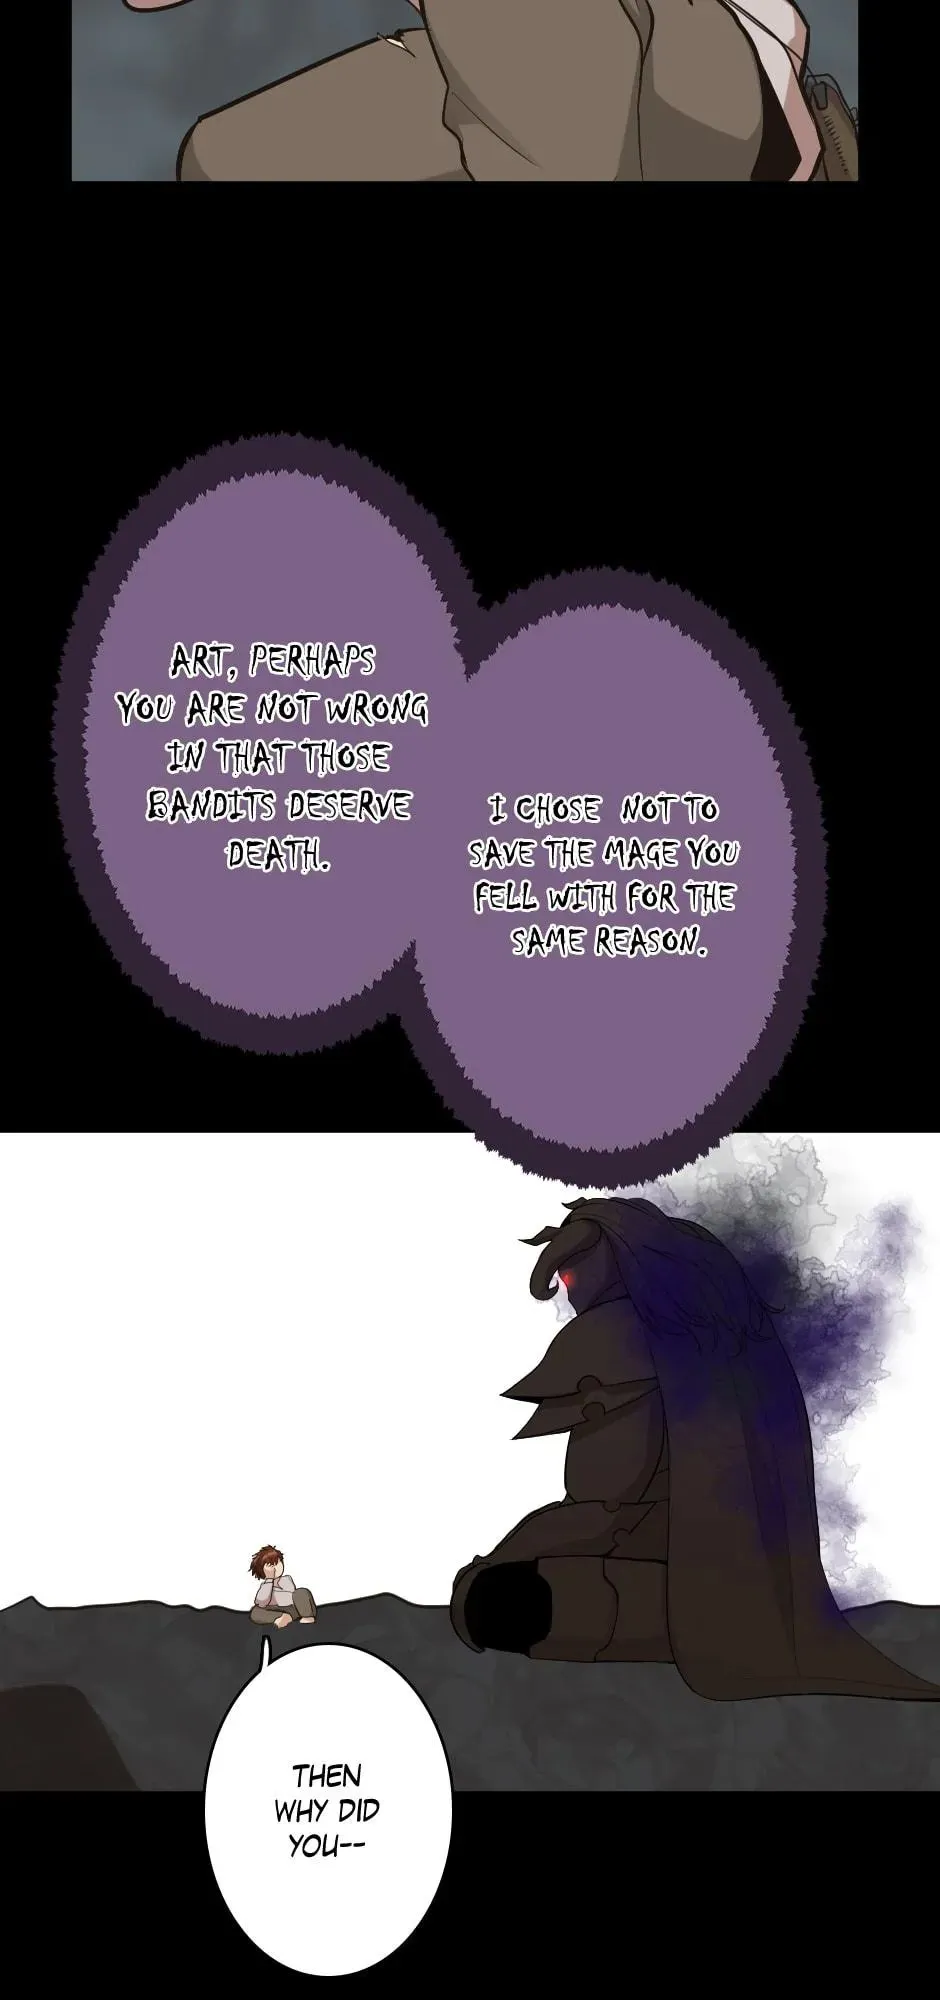 ART, PERHAPS
YOU ARE NOT WRONG
IN THAT THOSE
BANDITS DESERVE
DEATH.
I CHOSE NOT TO
SAVE THE MAGE YOU
FELL WITH FOR THE
SAME REASON.
THEN
WHY DID
YOU--